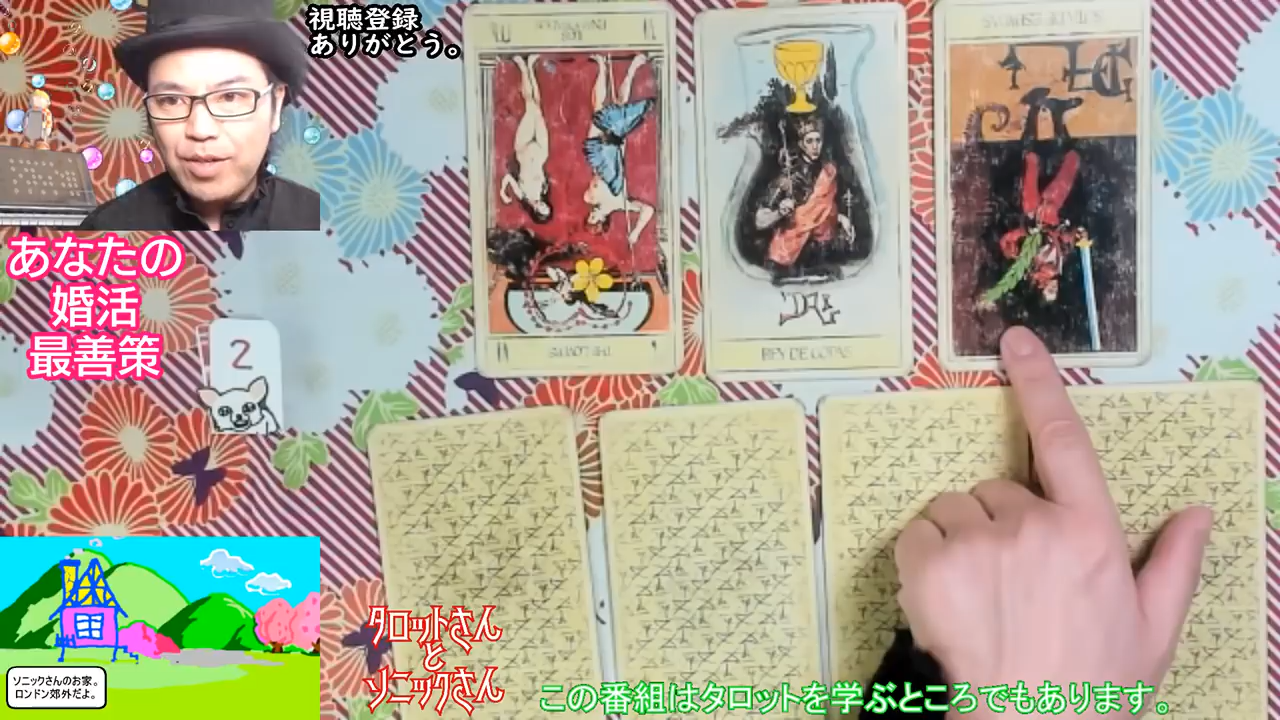 視聴登録
ありがとう。
あなたの
婚活
最善策
2
REY DE COPAS
タロットさん
と
ソニックさん
ソニックさんのお家。
ロンドン郊外だよ。
この番組はタロットを学ぶところでもあります。